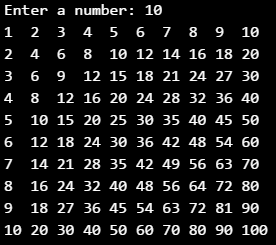 Enter a number: 10
1  2  3  4  5  6  7  8  9  10
2  4  6  8  10 12 14 16 18 20
3  6  9  12 15 18 21 24 27 30
4  8  12 16 20 24 28 32 36 40
5  10 15 20 25 30 35 40 45 50
6  12 18 24 30 36 42 48 54 60
7  14 21 28 35 42 49 56 63 70
8  16 24 32 40 48 56 64 72 80
9  18 27 36 45 54 63 72 81 90
10 20 30 40 50 60 70 80 90 100